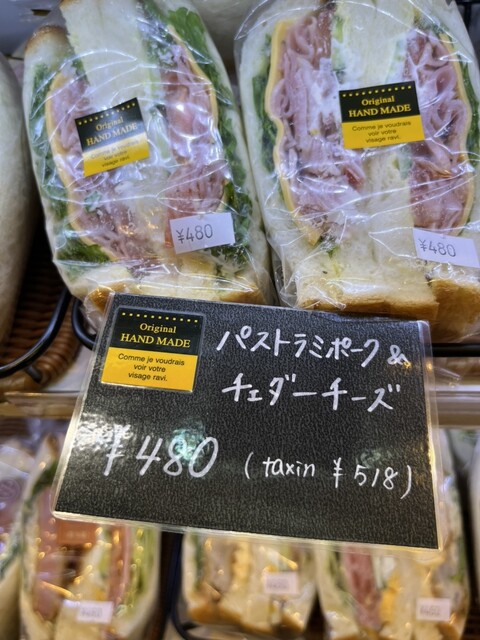 Original
HAND MADE
Comme je voudrais
voir votre
visage ravi.
¥480
Original
HAND MADE
Comme je voudrais
voir votre
visage ravi.
¥480
Original
HAND MADE
Comme je voudrais
voir votre
visage ravi.
パストラミポーク &
チェダーチーズ
¥480 (taxin ¥518)
¥480